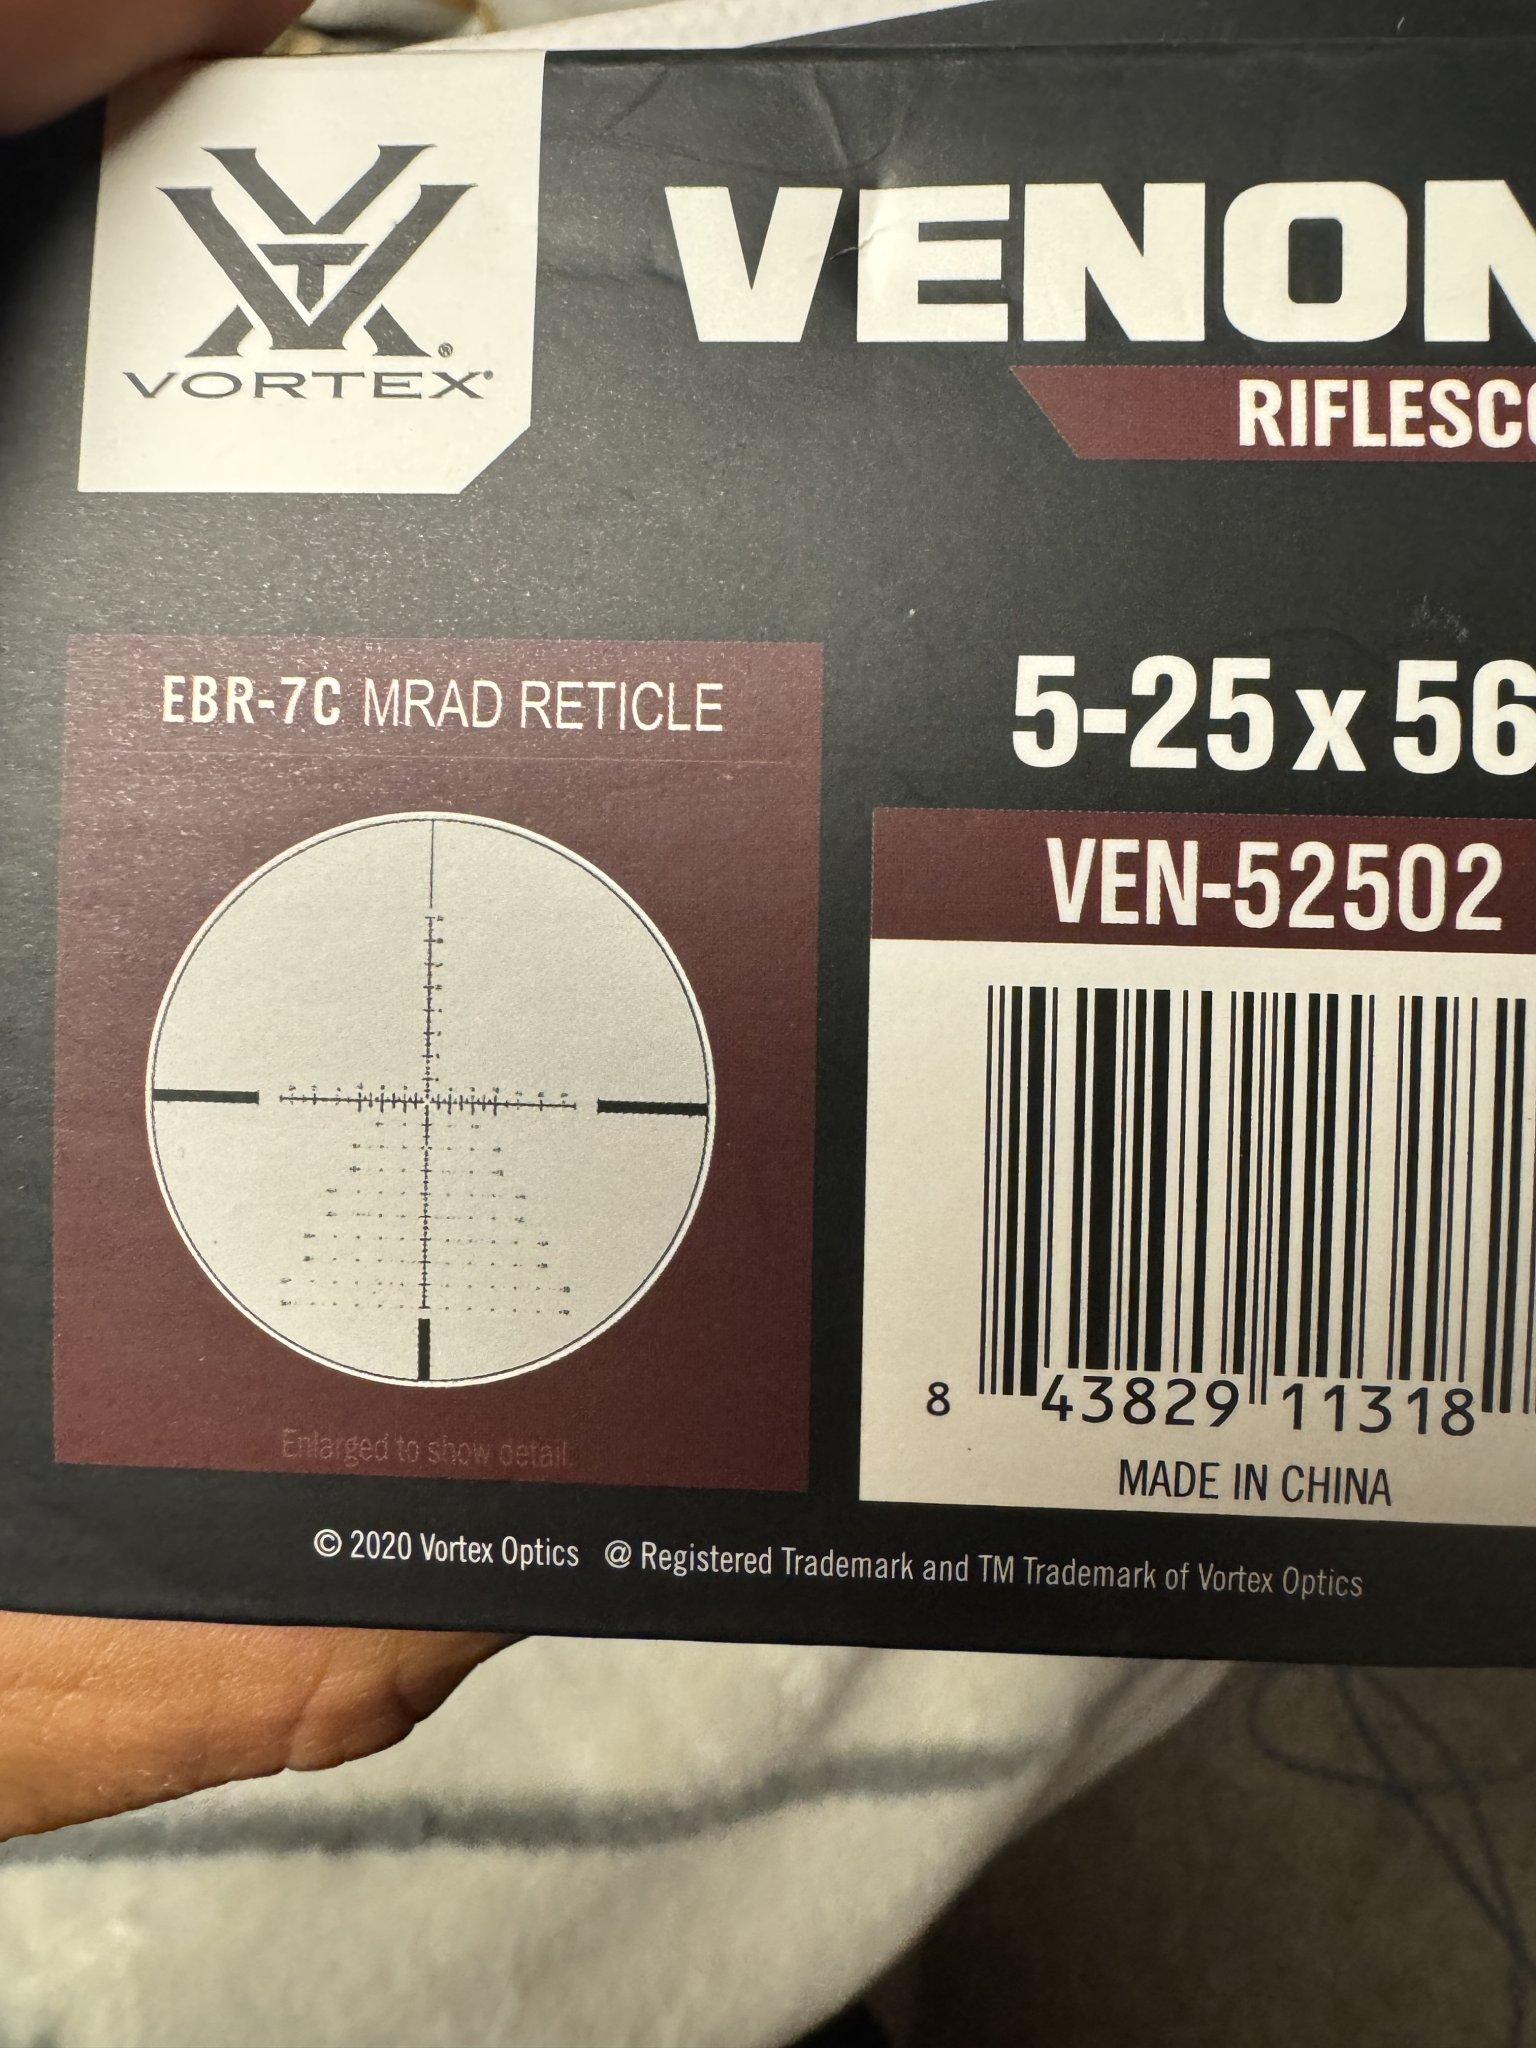 VORTEX®
VENOM
RIFLESCO
EBR-7C MRAD RETICLE
5-25 x 56
VEN-52502
8 43829 11318
MADE IN CHINA
Enlarged to show detail.
© 2020 Vortex Optics @ Registered Trademark and TM Trademark of Vortex Optics